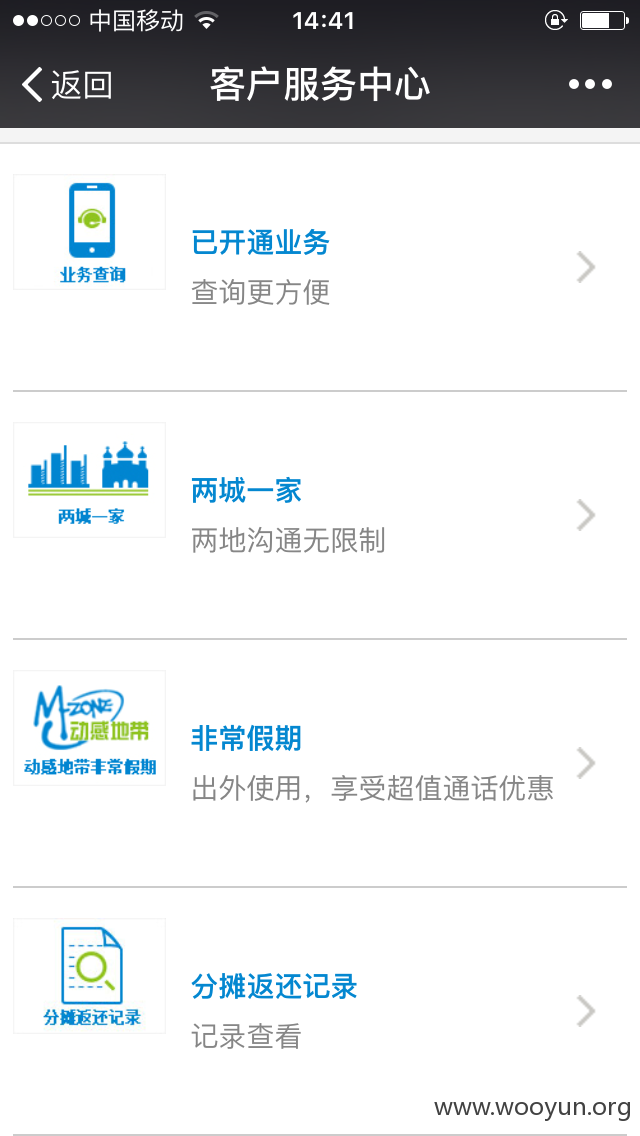 中国移动 14:41
返回 客户服务中心
业务查询
已开通业务
查询更方便
两城一家
两城一家
两地沟通无限制
M-ZONE
动感地带
动感地带非常假期
非常假期
出外使用，享受超值通话优惠
分摊返还记录
分摊返还记录
记录查看
www.wooyun.org